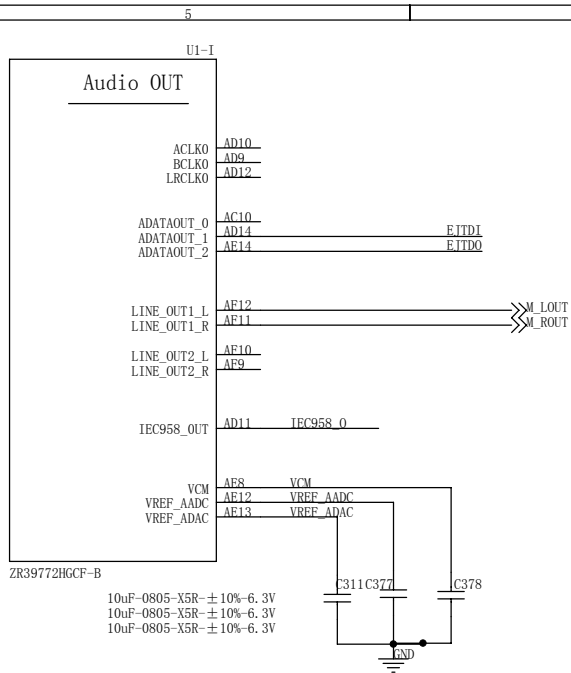 5
U1-I
Audio OUT
ACLKO AD10
BCLKO AD9
LRCLKO AD12
ADATAOUT_0 AC10
ADATAOUT_1 AD14 EJTDI
ADATAOUT_2 AE14 EJTDO
LINE_OUT1_L AF12 M_LOUT
LINE_OUT1_R AF11 M_ROUT
LINE_OUT2_L AF10
LINE_OUT2_R AF9
IEC958_OUT AD11 IEC958_O
VCM AE8 VCM
VREF_AADC AE12 VREF_AADC
VREF_ADAC AE13 VREF_ADAC
ZR39772HGCF-B
C311 C377 C378
10uF-0805-X5R-±10%-6.3V
10uF-0805-X5R-±10%-6.3V
10uF-0805-X5R-±10%-6.3V
GND